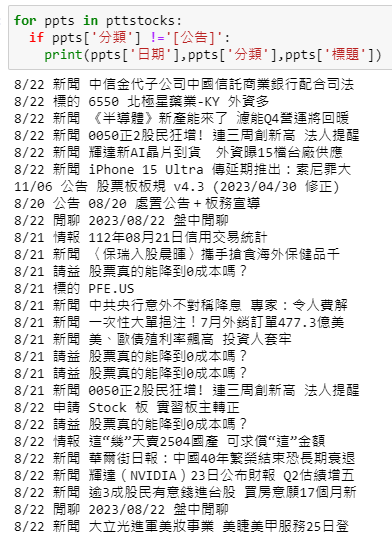 for ppts in pttstocks:
if ppts['分類'] !='[公告]':
print(ppts['日期'],ppts['分類'],ppts['標題'])
8/22 新聞 中信金代子公司中國信託商業銀行配合司法
8/22 標的 6550 北極星藥業-KY 外資多
8/22 新聞 《半導體》新產能來了 濾能Q4營運將回暖
8/22 新聞 0050正2股民狂增! 連三周創新高 法人提醒
8/22 新聞 輝達新AI晶片到貨 外資曝15檔台廠供應
8/22 新聞 iPhone 15 Ultra 傳延期推出：索尼罪大
11/06 公告 股票板板規 v4.3 (2023/04/30 修正)
8/20 公告 08/20 處置公告＋板務宣導
8/22 閒聊 2023/08/22 盤中閒聊
8/21 情報 112年08月21日信用交易統計
8/21 新聞 〈保瑞入股晨暉〉攜手搶食海外保健品千
8/21 請益 股票真的能降到0成本嗎？
8/21 標的 PFE.US
8/21 新聞 中共央行意外不對稱降息 專家：令人費解
8/21 新聞 一次性大單挹注！7月外銷訂單477.3億美
8/21 新聞 美、歐債殖利率飆高 投資人套牢
8/21 請益 股票真的能降到0成本嗎？
8/21 請益 股票真的能降到0成本嗎？
8/21 新聞 0050正2股民狂增! 連三周創新高 法人提醒
8/22 申請 Stock 板 實習板主轉正
8/22 請益 股票真的能降到0成本嗎？
8/22 情報 這“幾”天賣2504國產 可求償“這”金額
8/22 新聞 華爾街日報：中國40年繁榮結束恐長期衰退
8/22 新聞 輝達（NVIDIA）23日公布財報 Q2估績增五
8/22 新聞 逾3成股民有意錢進台股 買房意願17個月新
8/22 閒聊 2023/08/22 盤中閒聊
8/22 新聞 大立光進軍美妝事業 美睫美甲服務25日登